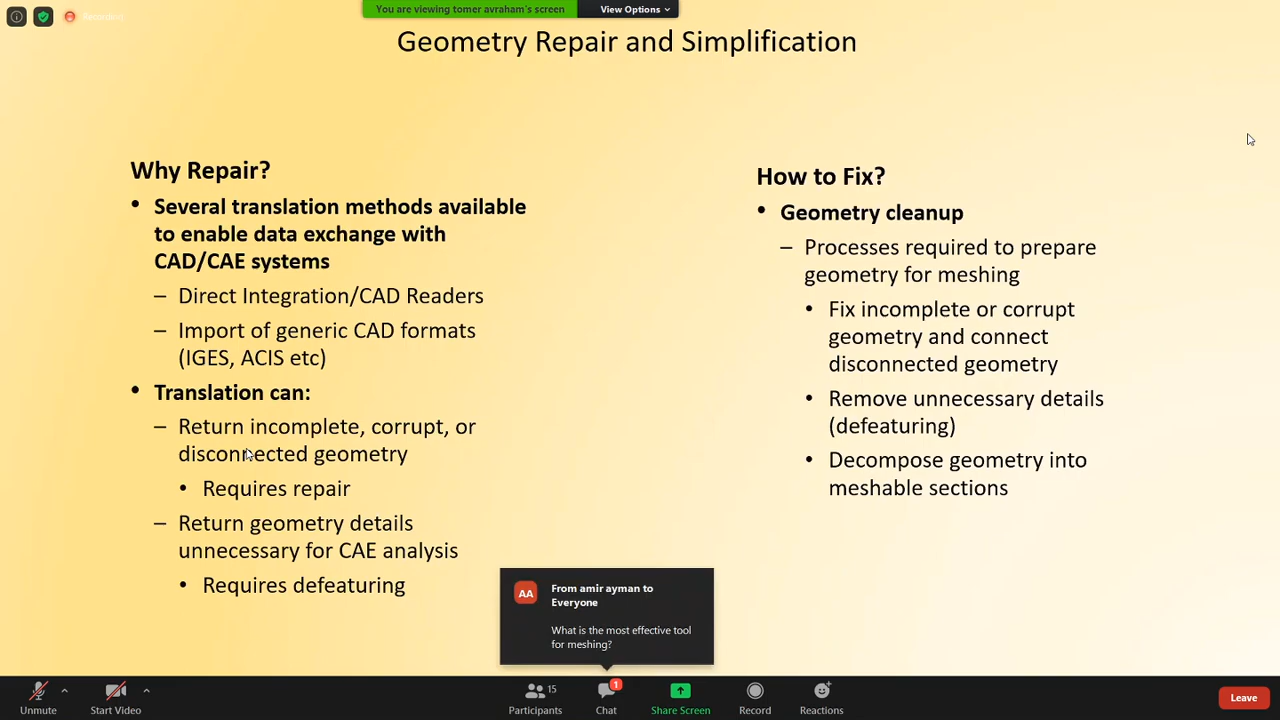 You are viewing tomer avraham's screen
View Options
Recording
Geometry Repair and Simplification
Why Repair?
• Several translation methods available
to enable data exchange with
CAD/CAE systems
– Direct Integration/CAD Readers
– Import of generic CAD formats
(IGES, ACIS etc)
• Translation can:
– Return incomplete, corrupt, or
disconnected geometry
• Requires repair
– Return geometry details
unnecessary for CAE analysis
• Requires defeaturing
How to Fix?
• Geometry cleanup
– Processes required to prepare
geometry for meshing
• Fix incomplete or corrupt
geometry and connect
disconnected geometry
• Remove unnecessary details
(defeaturing)
• Decompose geometry into
meshable sections
AA
From amir ayman to
Everyone
What is the most effective tool
for meshing?
Unmute
Start Video
15
Participants
1
Chat
Share Screen
Record
Reactions
Leave